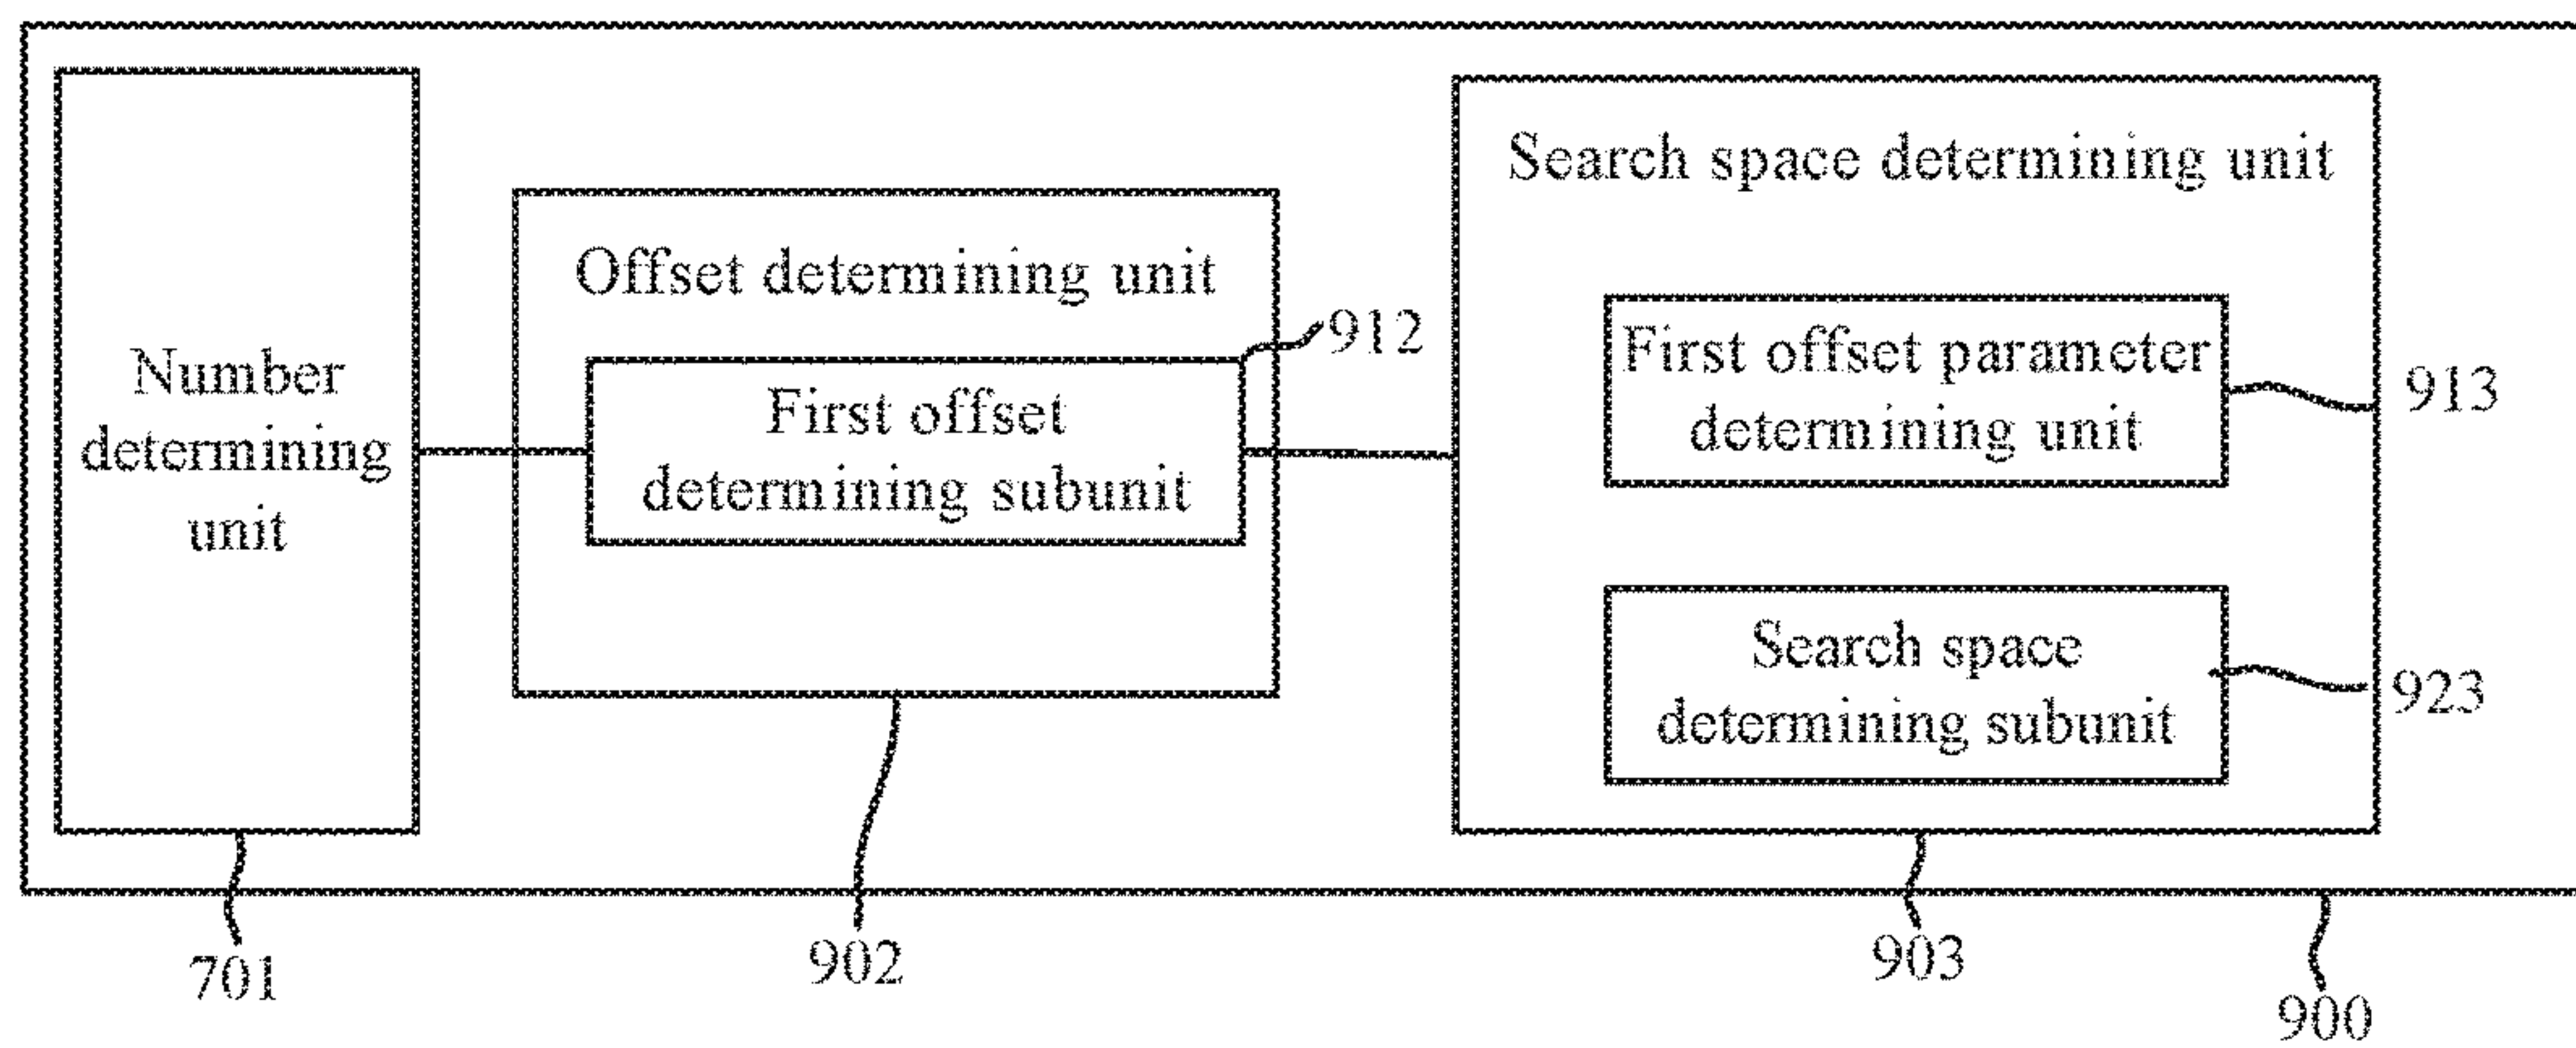 Number
determining
unit
701
Offset determining unit
912
First offset
determining subunit
902
Search space determining unit
First offset parameter
determining unit
913
Search space
determining subunit
923
903
900